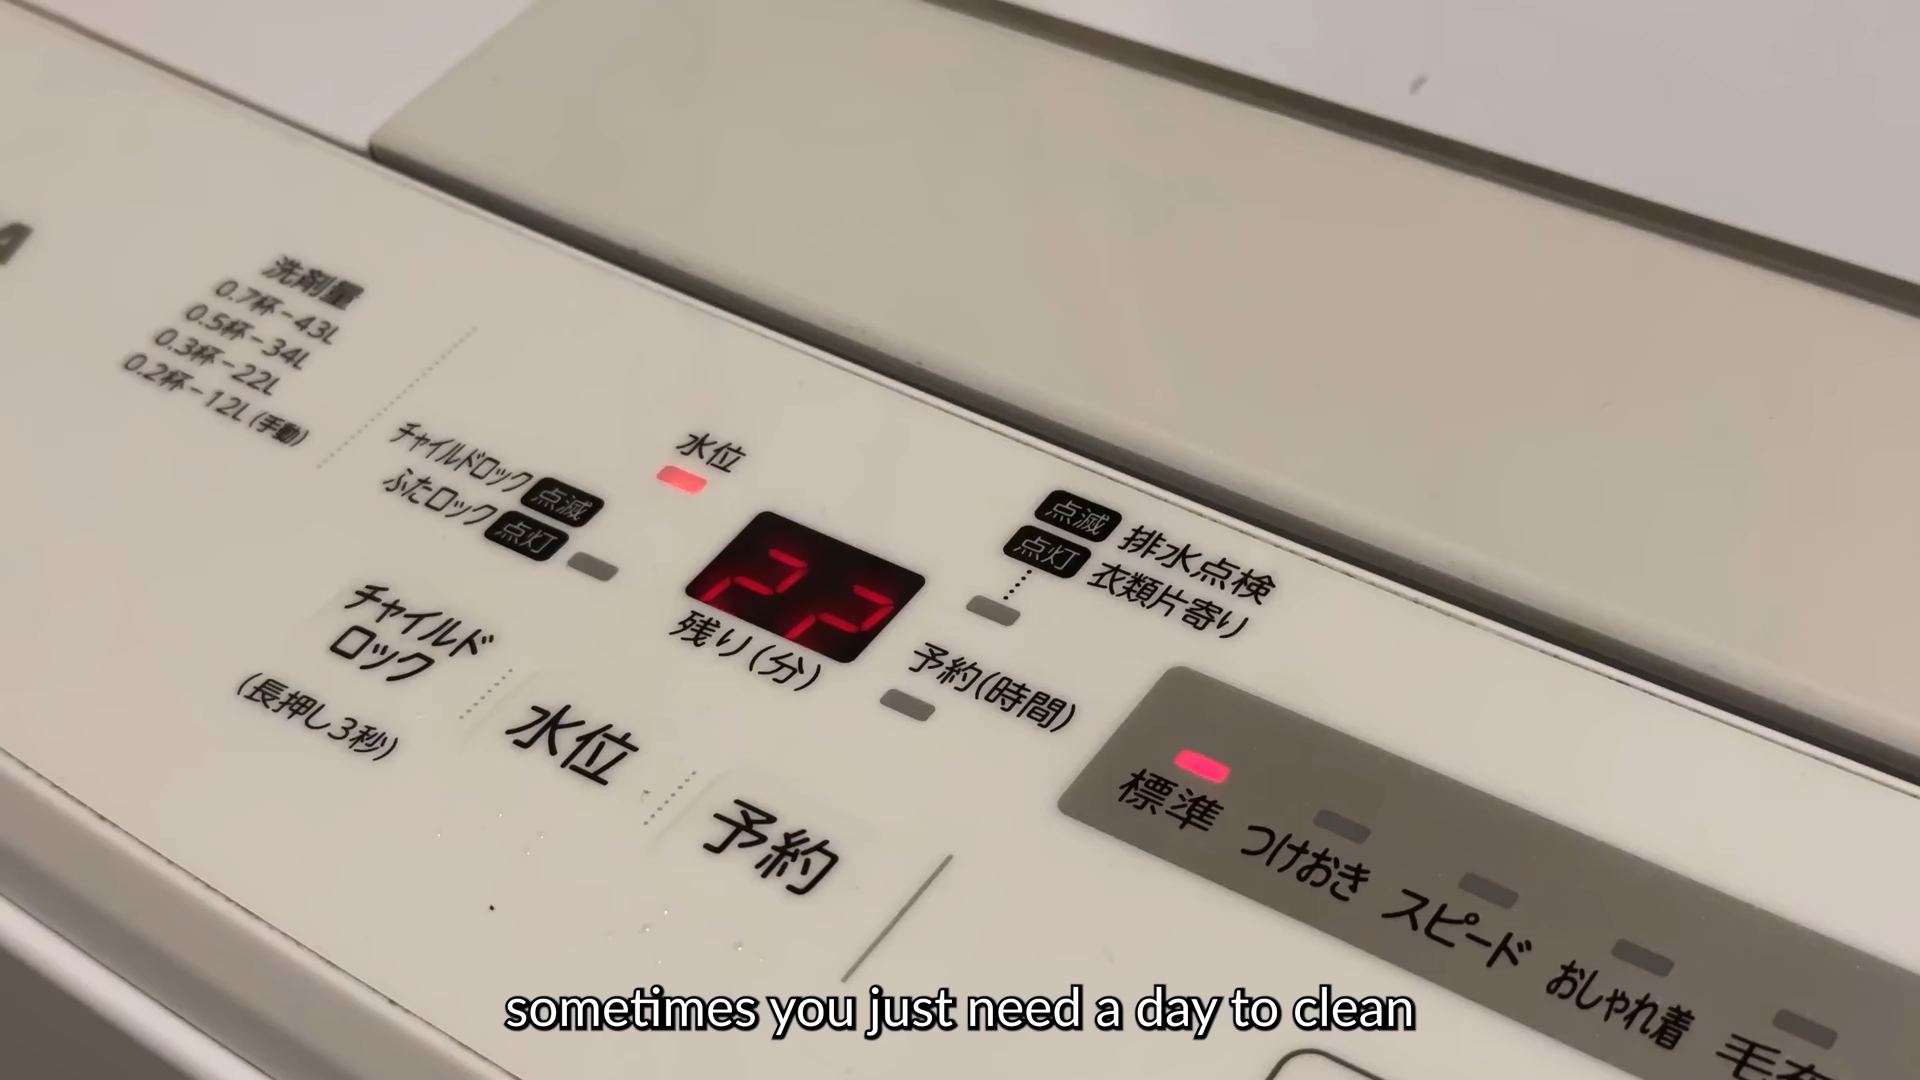 洗剤量
0.7杯-43L
0.5杯-34L
0.3杯-22L
0.2杯-12L(手動)
チャイルドロック 点滅
ふたロック 点灯
水位
22
残り(分)
点滅 排水点検
点灯 衣類片寄り
予約(時間)
チャイルド
ロック
(長押し3秒)
水位
予約
標準
つけおき
スピード
おしゃれ着
毛布
sometimes you just need a day to clean